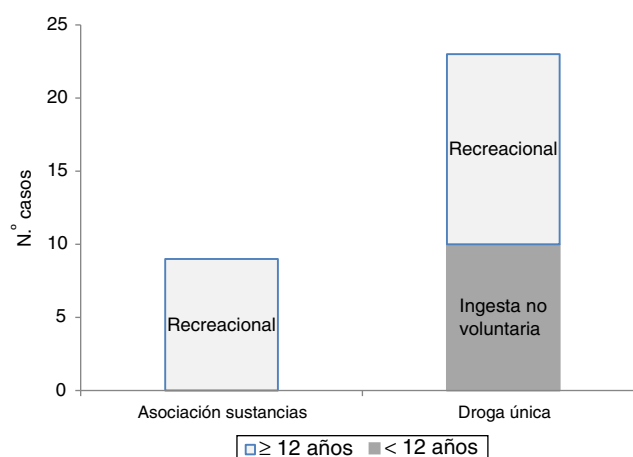 25
20
15
10
5
0
N.º casos
Recreacional
Recreacional
Ingesta no
voluntaria
Asociación sustancias
Droga única
≥ 12 años
< 12 años